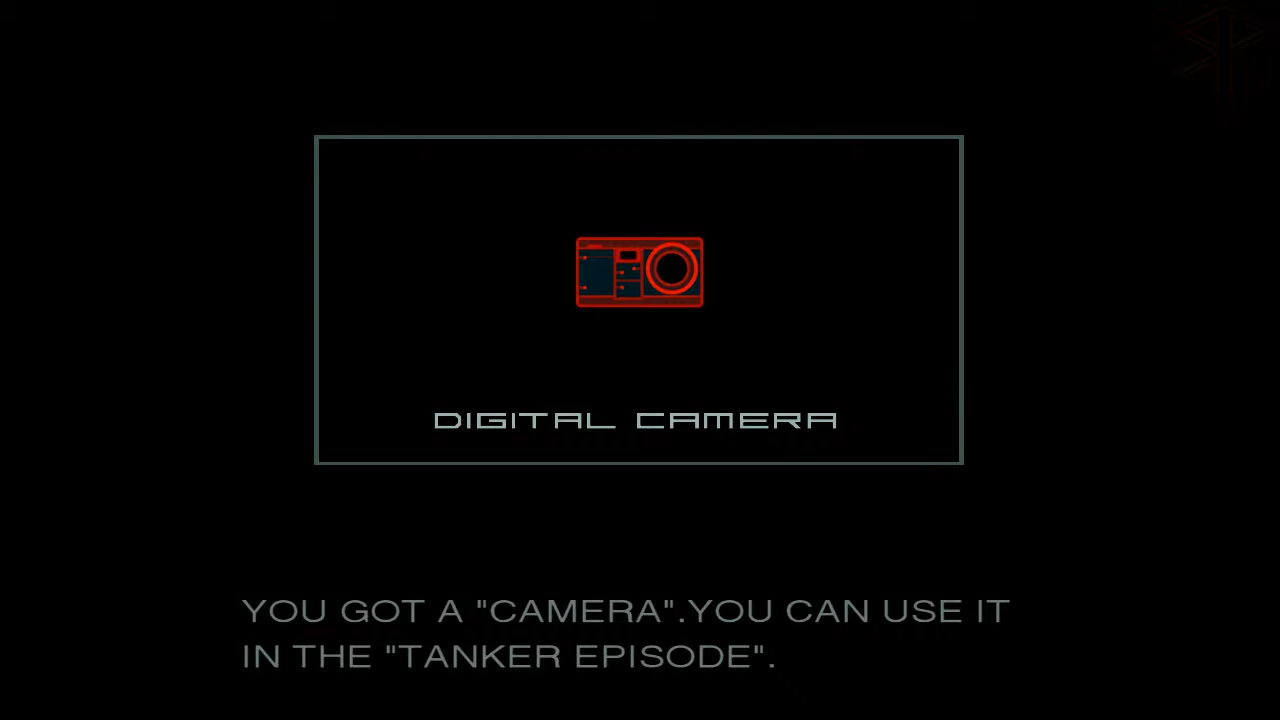 DIGITAL CAMERA
YOU GOT A "CAMERA".YOU CAN USE IT
IN THE "TANKER EPISODE".